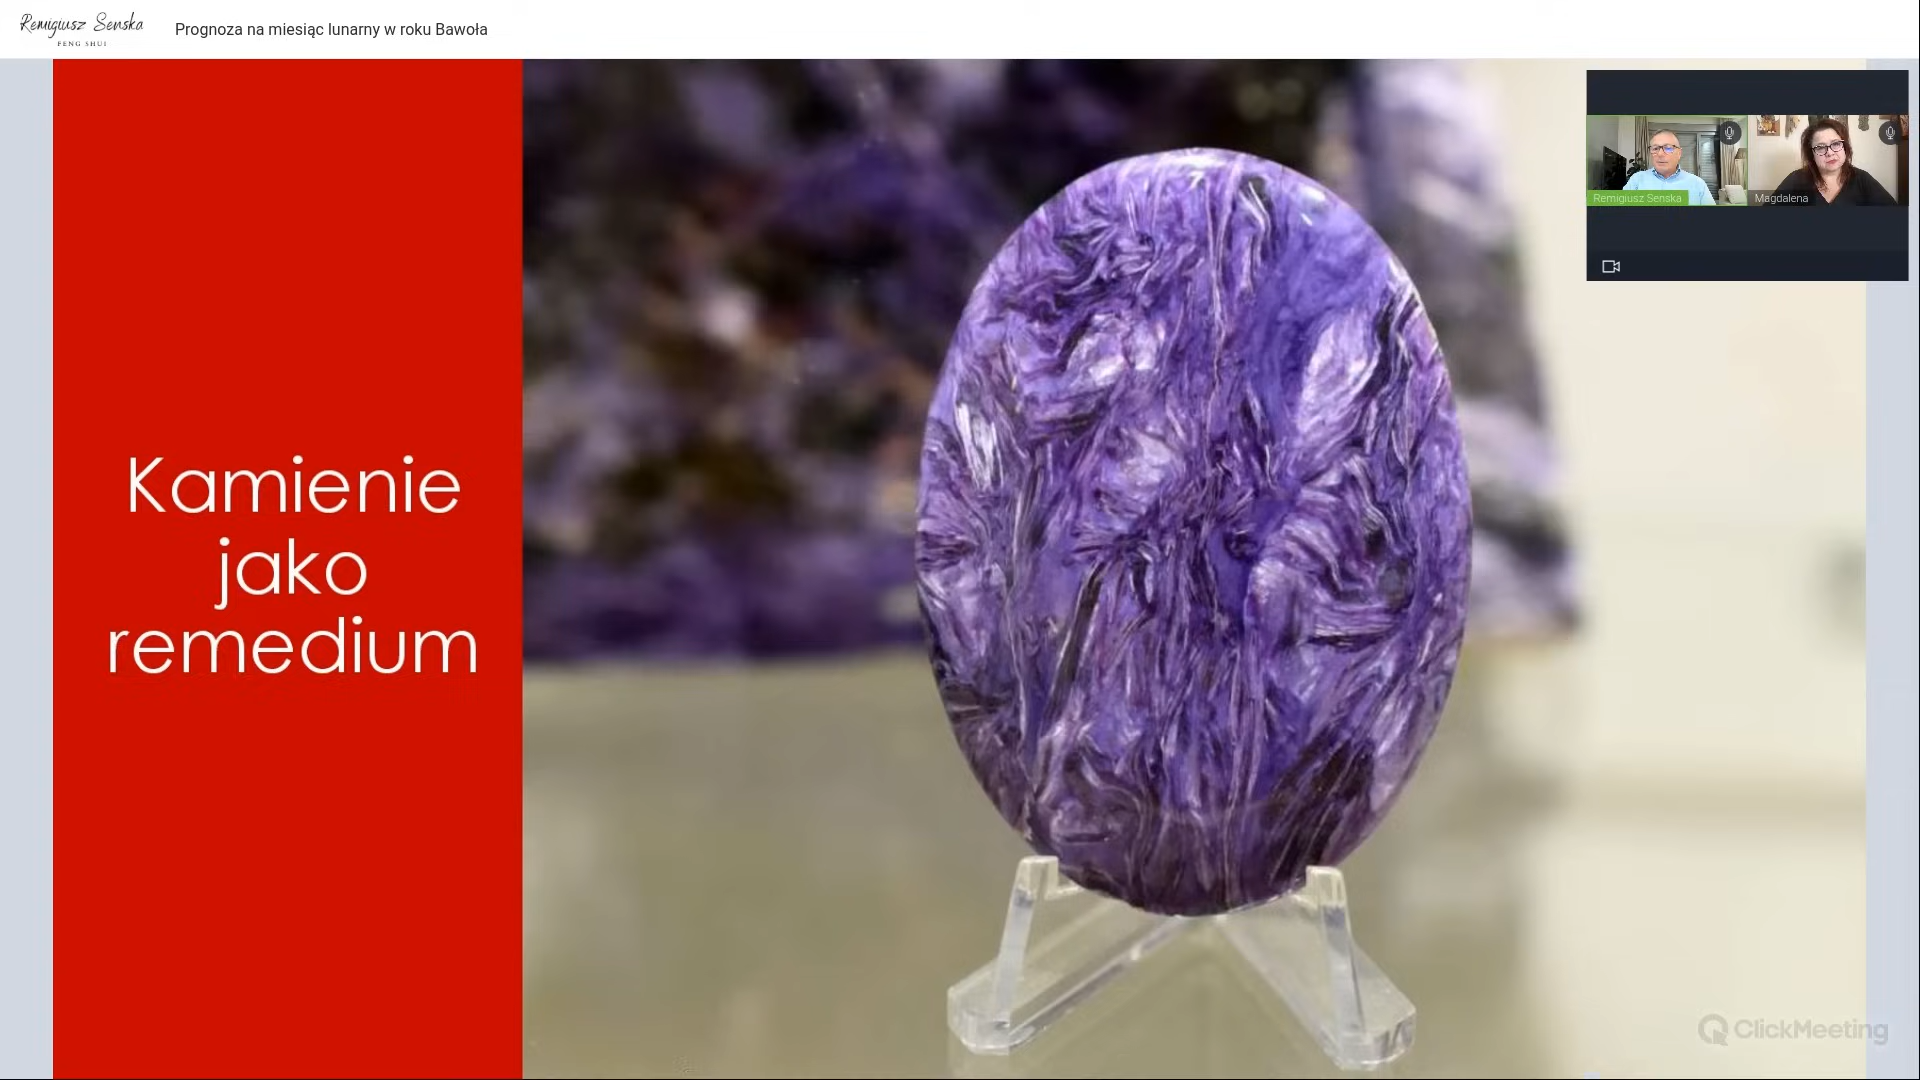 Remigiusz Senska
FENG SHUI
Prognoza na miesiąc lunarny w roku Bawoła
Remigiusz Senska
Magdalena
Kamienie
jako
remedium
ClickMeeting